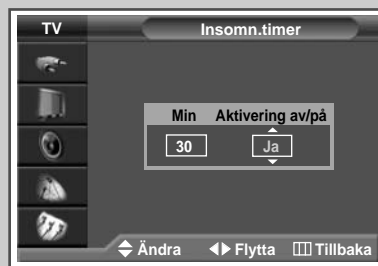 TV Insomn.timer
Min Aktivering av/på
30 Ja
Ändra Flytta Tillbaka